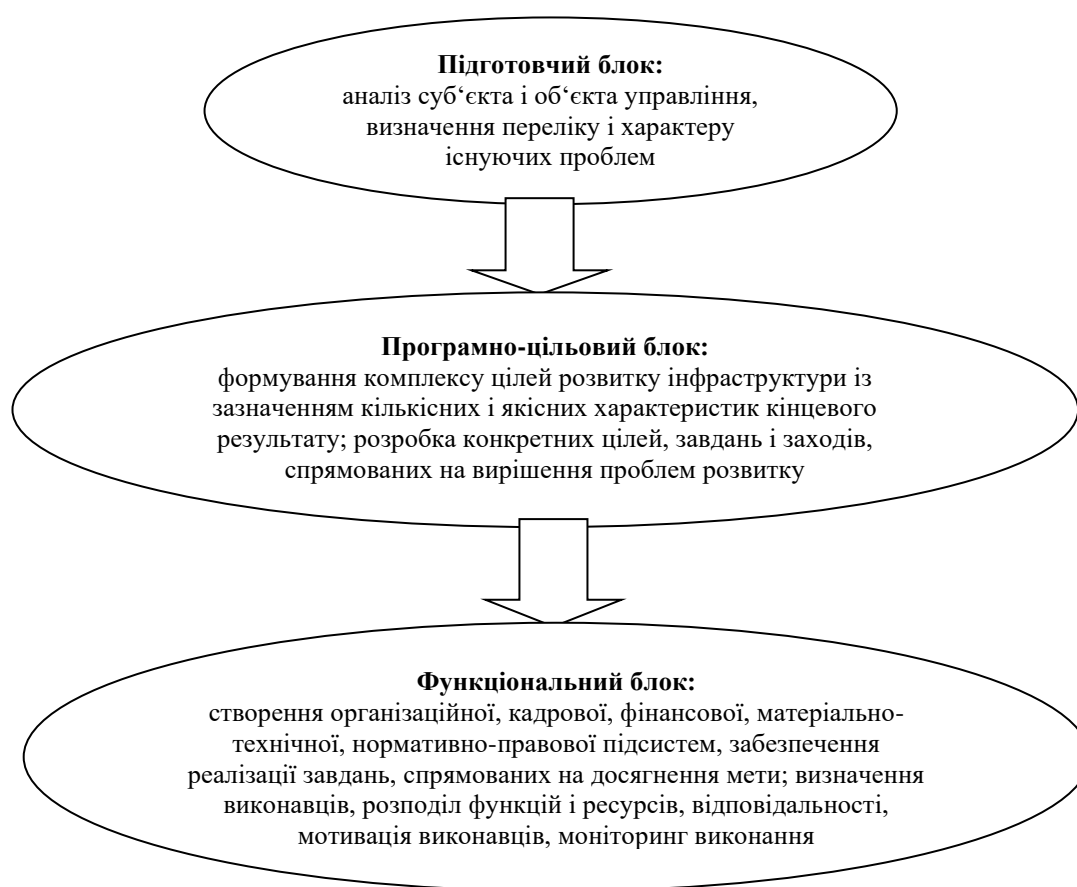 Підготовчий блок:
аналіз суб‘єкта і об‘єкта управління,
визначення переліку і характеру
існуючих проблем
Програмно-цільовий блок:
формування комплексу цілей розвитку інфраструктури із
зазначенням кількісних і якісних характеристик кінцевого
результату; розробка конкретних цілей, завдань і заходів,
спрямованих на вирішення проблем розвитку
Функціональний блок:
створення організаційної, кадрової, фінансової, матеріально-
технічної, нормативно-правової підсистем, забезпечення
реалізації завдань, спрямованих на досягнення мети; визначення
виконавців, розподіл функцій і ресурсів, відповідальності,
мотивація виконавців, моніторинг виконання